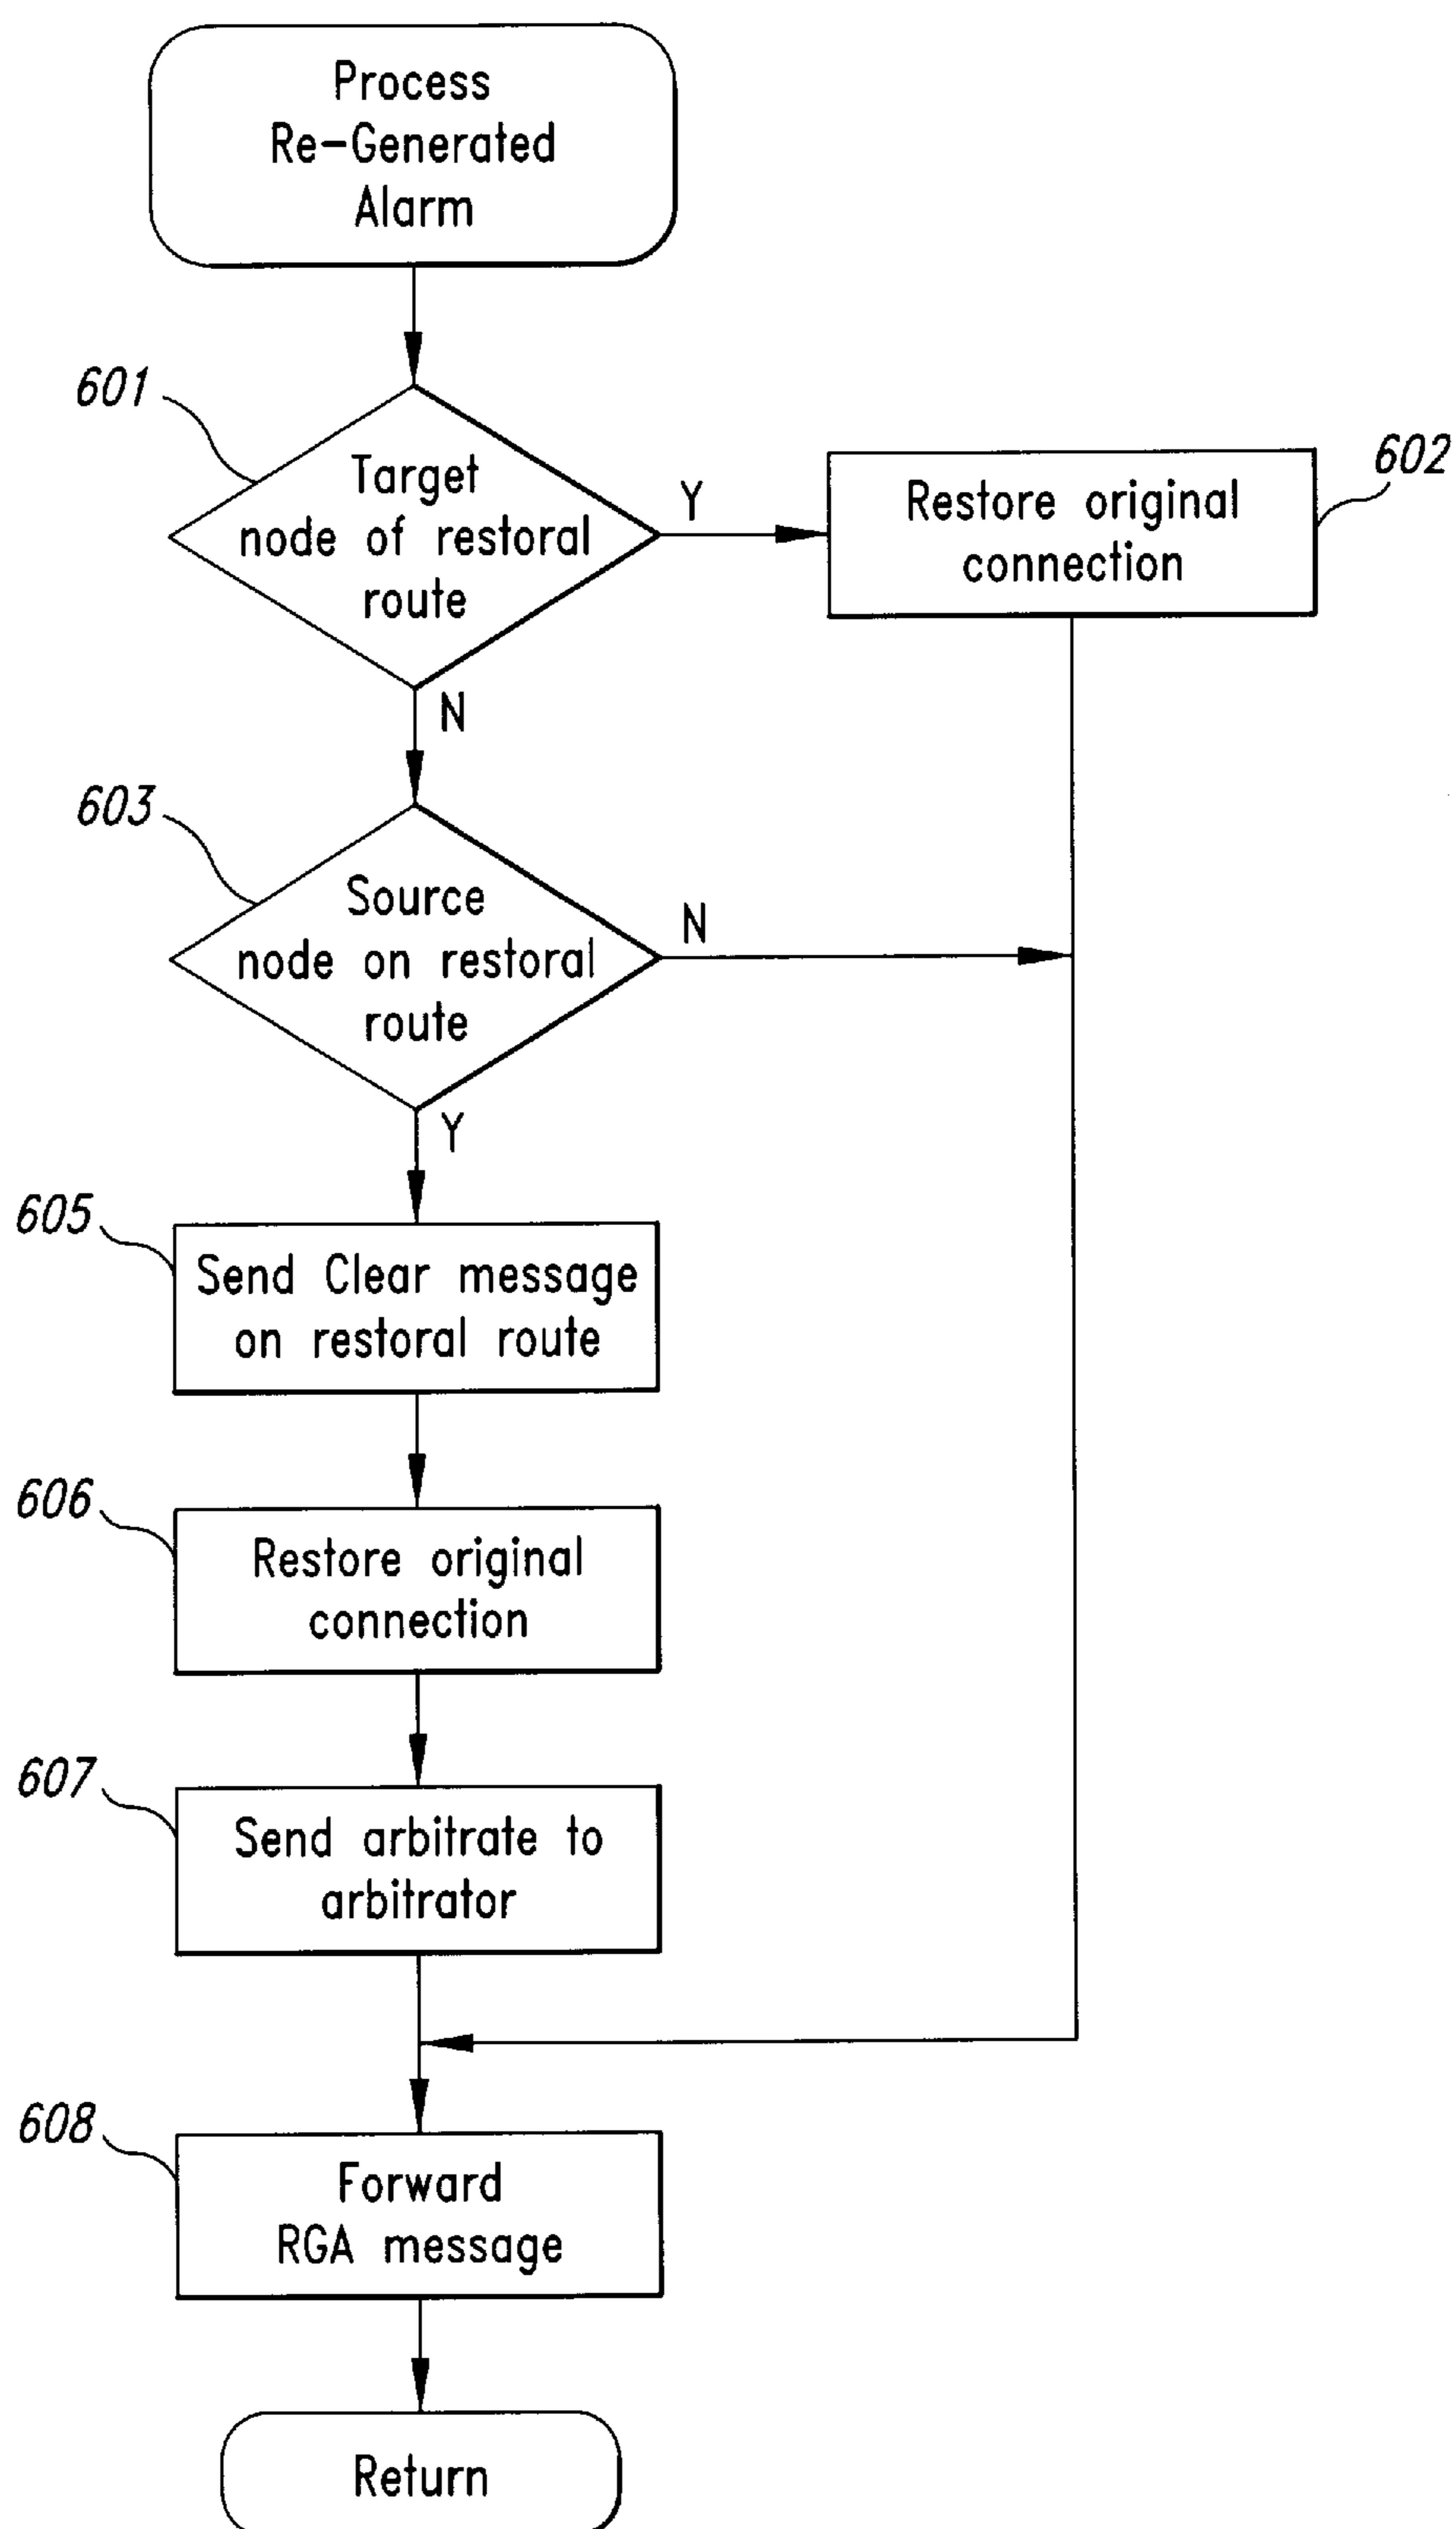 Process
Re-Generated
Alarm
601
Target
node of restoral
route
Y
Restore original
connection
602
N
603
Source
node on restoral
route
N
Y
605
Send Clear message
on restoral route
606
Restore original
connection
607
Send arbitrate to
arbitrator
608
Forward
RGA message
Return